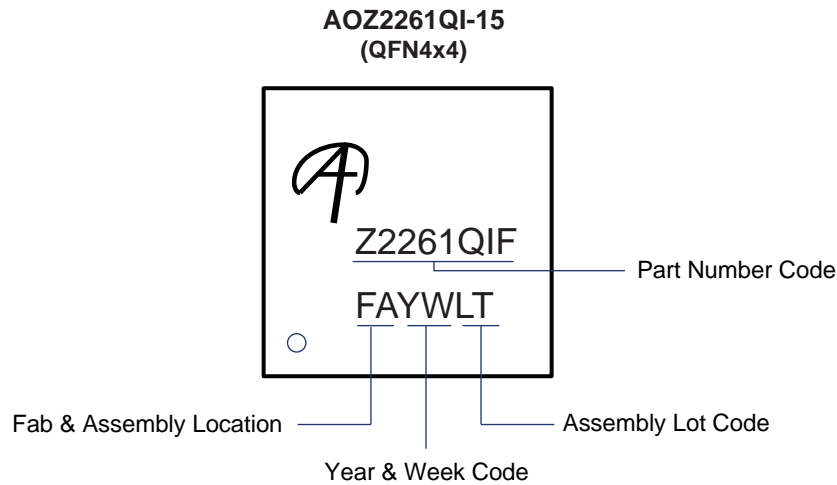 AOZ2261QI-15
(QFN4x4)
Z2261QIF
Part Number Code
FAYWLT
Fab & Assembly Location
Assembly Lot Code
Year & Week Code